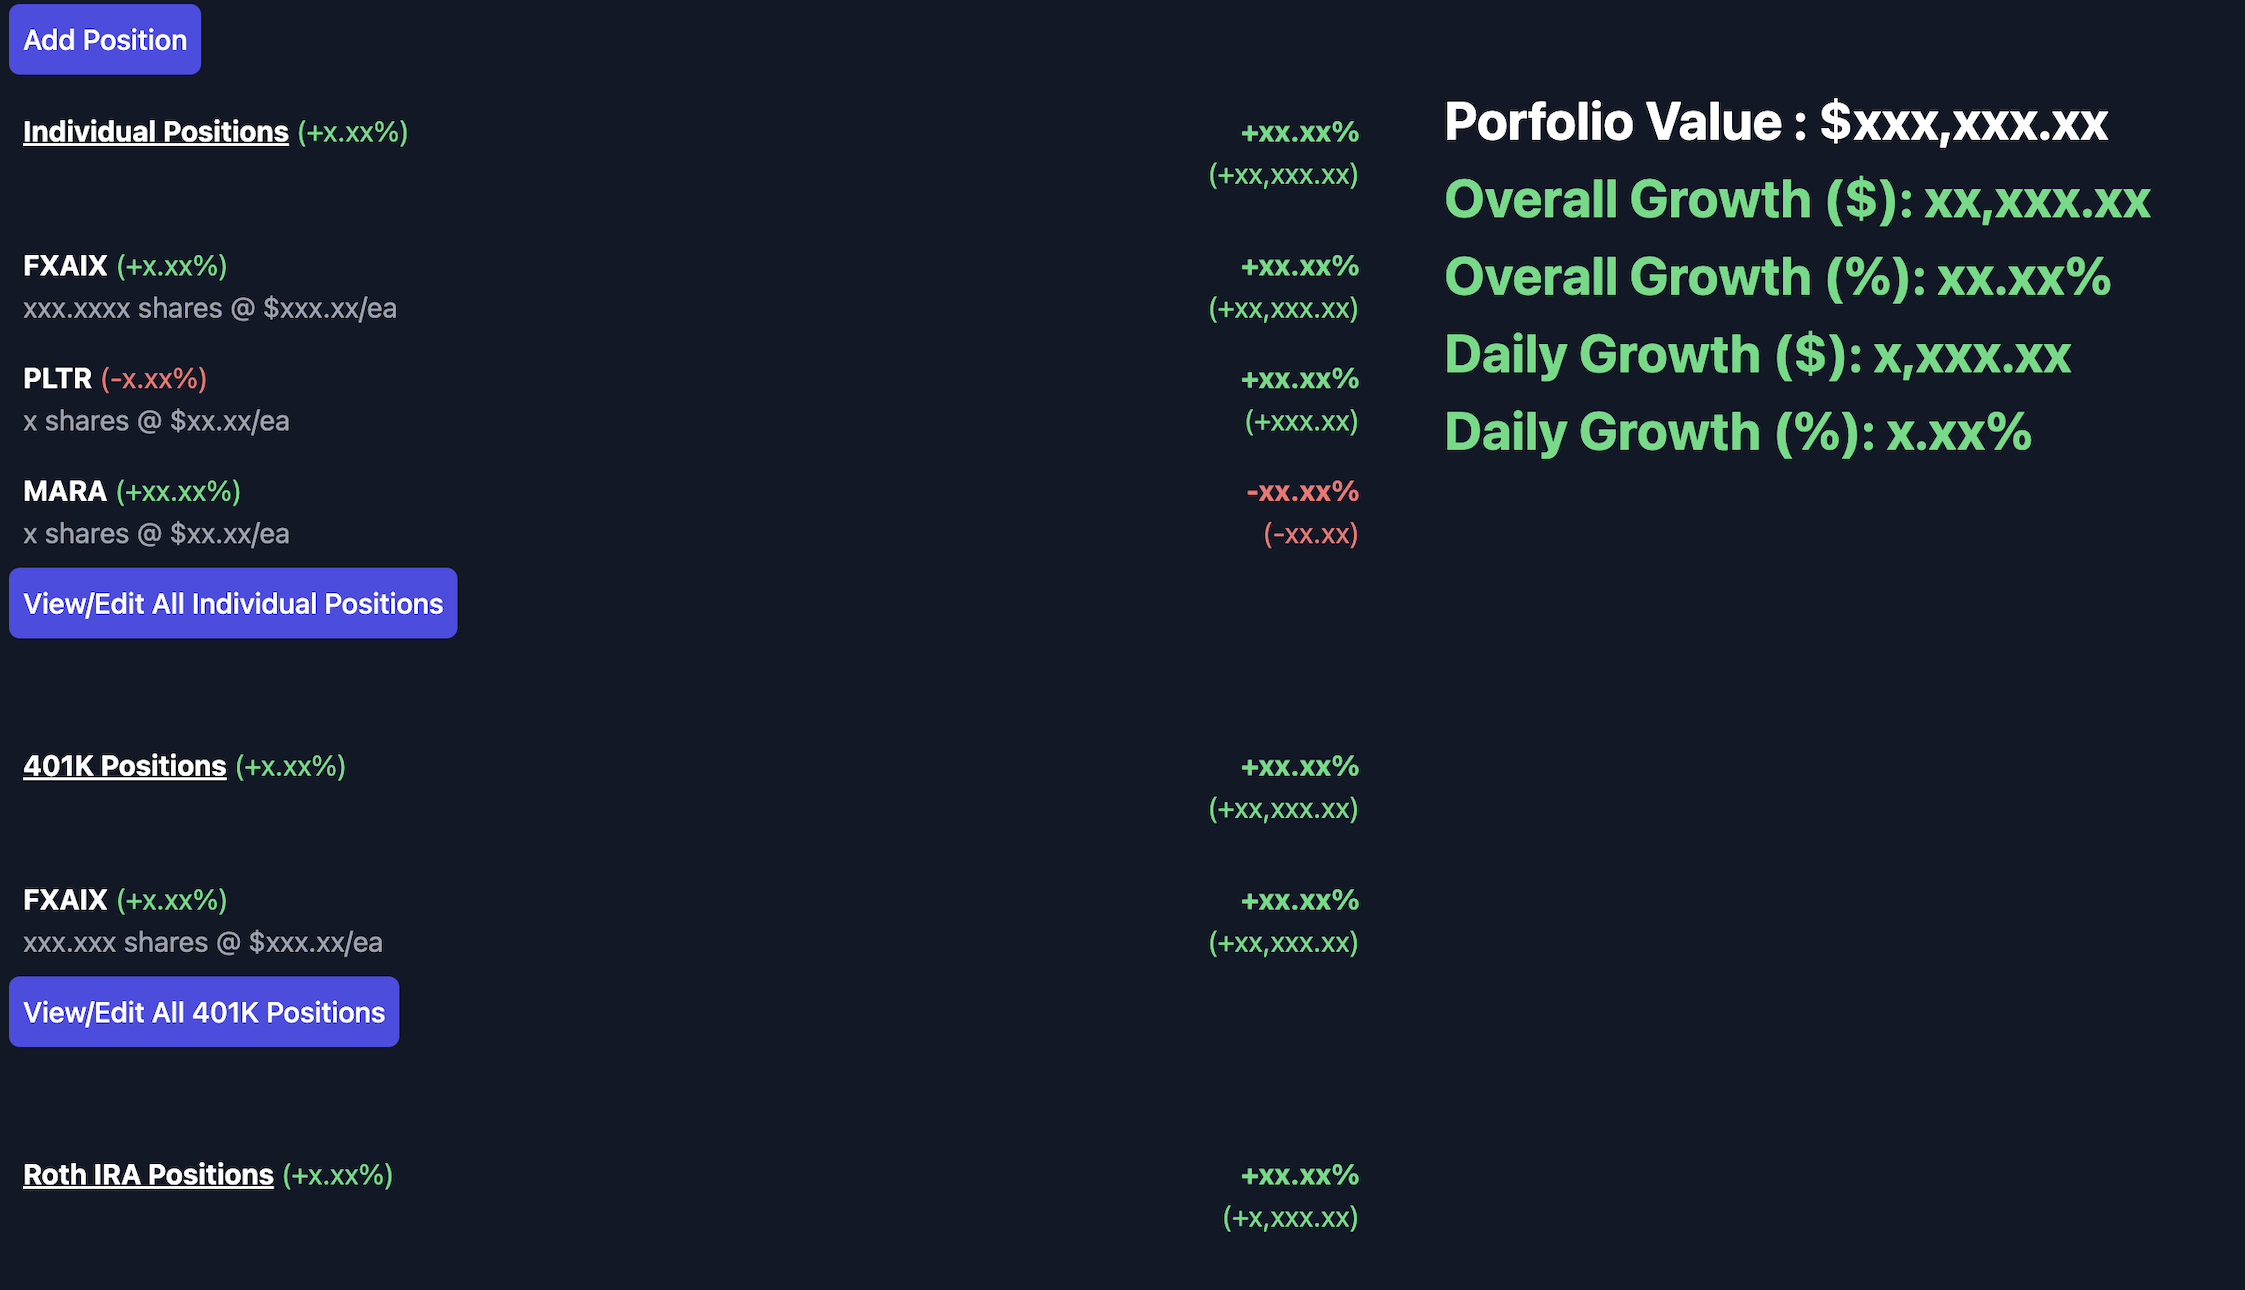 Add Position
Individual Positions (+x.xx%)
+xx.xx%
(+xx,xxx.xx)
FXAIX (+x.xx%)
+xx.xx%
xxx.xxxx shares @ $xxx.xx/ea
(+xx,xxx.xx)
PLTR (-x.xx%)
+xx.xx%
x shares @ $xx.xx/ea
(+xxx.xx)
MARA (+xx.xx%)
-xx.xx%
x shares @ $xx.xx/ea
(-xx.xx)
View/Edit All Individual Positions
401K Positions (+x.xx%)
+xx.xx%
(+xx,xxx.xx)
FXAIX (+x.xx%)
+xx.xx%
xxx.xxx shares @ $xxx.xx/ea
(+xx,xxx.xx)
View/Edit All 401K Positions
Roth IRA Positions (+x.xx%)
+xx.xx%
(+x,xxx.xx)
Porfolio Value : $xxx,xxx.xx
Overall Growth ($): xx,xxx.xx
Overall Growth (%): xx.xx%
Daily Growth ($): x,xxx.xx
Daily Growth (%): x.xx%